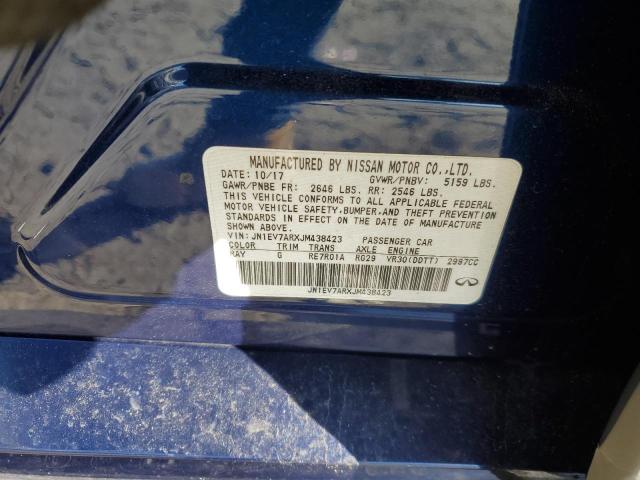 MANUFACTURED BY NISSAN MOTOR CO.,LTD.
DATE: 10/17 GVWR/PNBV: 5159 LBS.
GAWR/PNBE FR: 2646 LBS. RR: 2546 LBS.
THIS VEHICLE CONFORMS TO ALL APPLICABLE FEDERAL
MOTOR VEHICLE SAFETY,BUMPER,AND THEFT PREVENTION
STANDARDS IN EFFECT ON THE DATE OF MANUFACTURE
SHOWN ABOVE.
VIN: JN1EV7ARXJM438423 PASSENGER CAR
COLOR TRIM TRANS AXLE ENGINE
RAY G RE7R01A RG29 VR30(DDTT) 2997CC
JN1EV7ARXJM438423